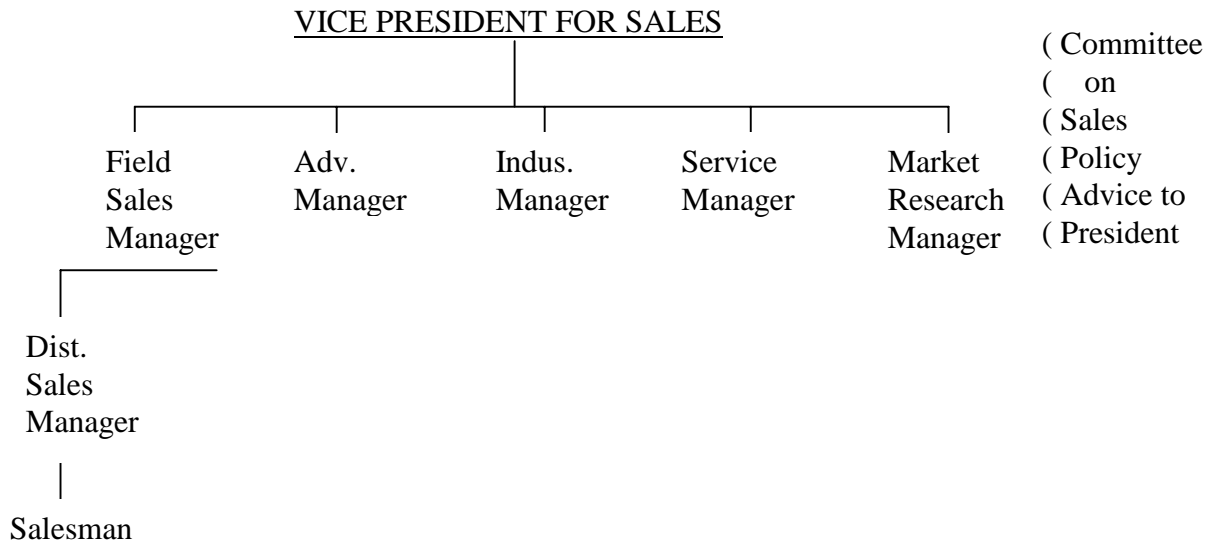 VICE PRESIDENT FOR SALES
( Committee
( on
( Sales
( Policy
( Advice to
( President
Field
Sales
Manager
Adv.
Manager
Indus.
Manager
Service
Manager
Market
Research
Manager
Dist.
Sales
Manager
Salesman